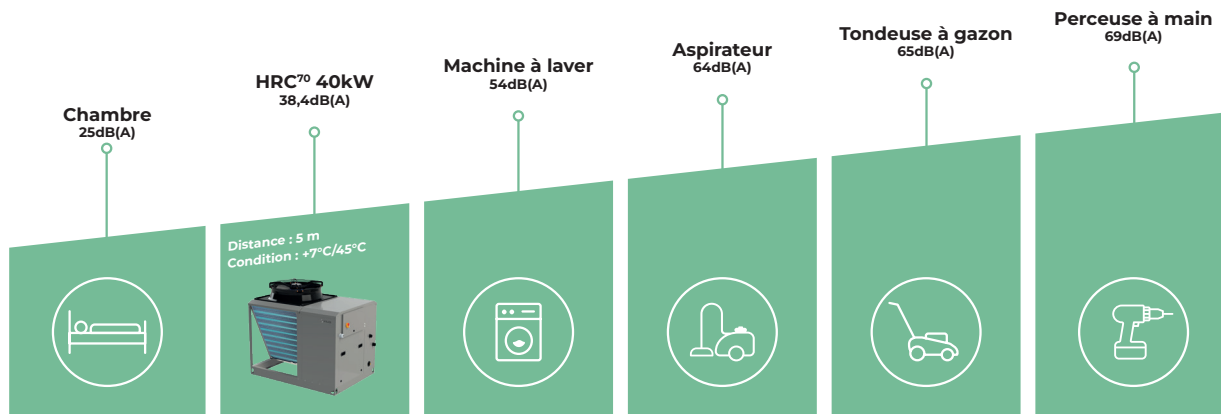 Chambre
25dB(A)
HRC⁷⁰ 40kW
38,4dB(A)
Distance : 5 m
Condition : +7°C/45°C
Machine à laver
54dB(A)
Aspirateur
64dB(A)
Tondeuse à gazon
65dB(A)
Perceuse à main
69dB(A)